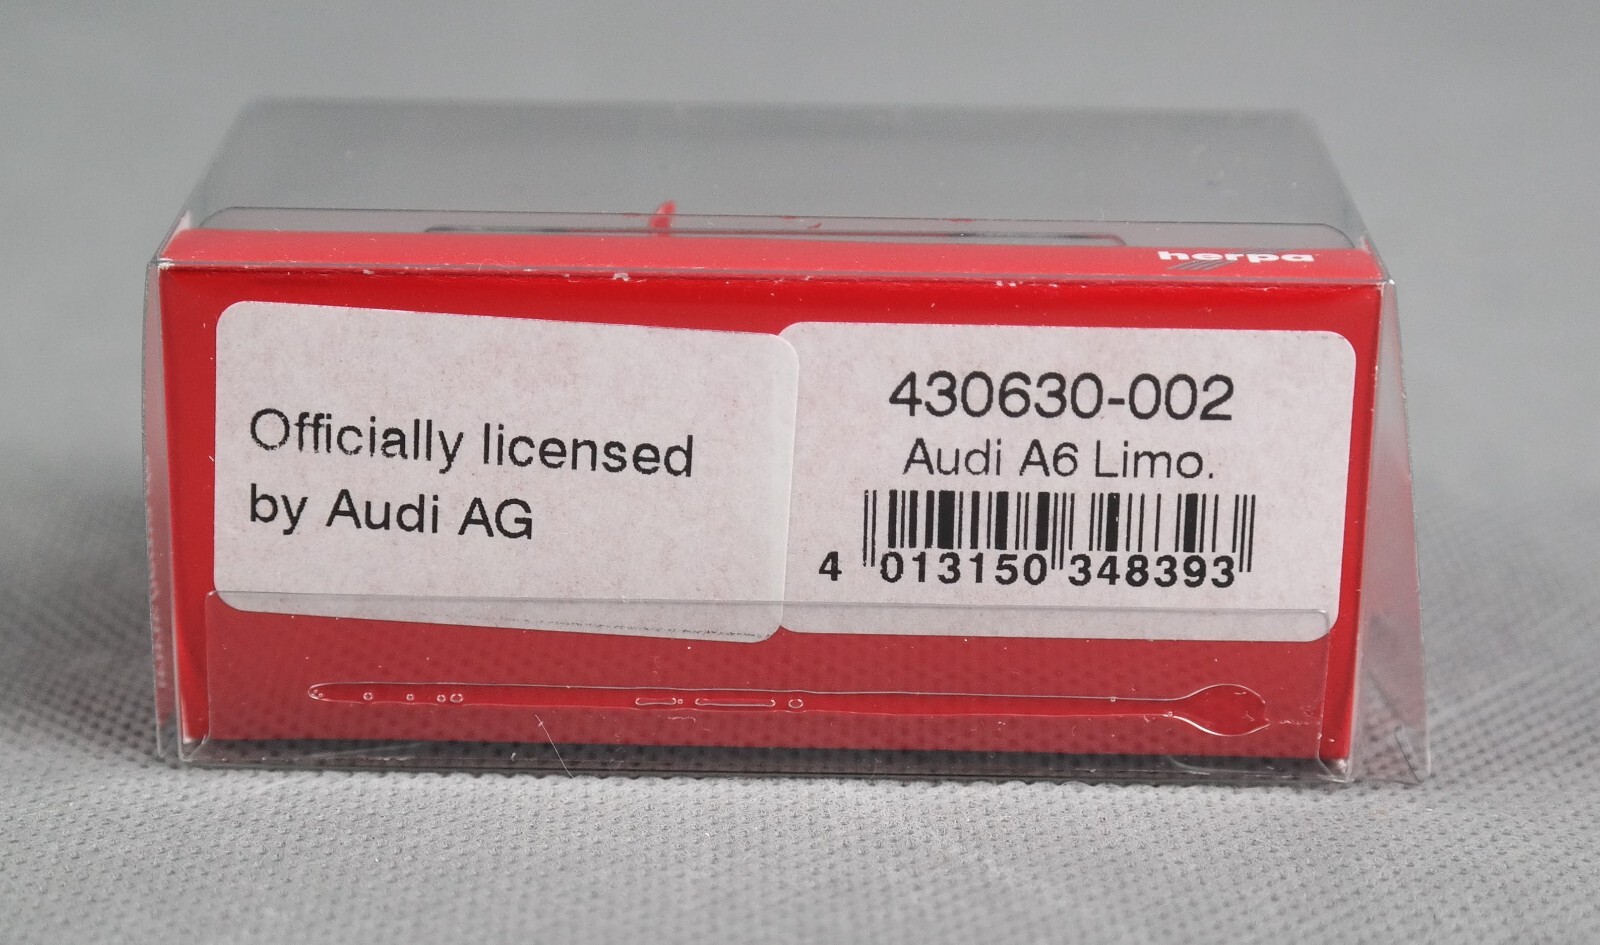 herpa
Officially licensed
by Audi AG
430630-002
Audi A6 Limo.
4 013150 348393